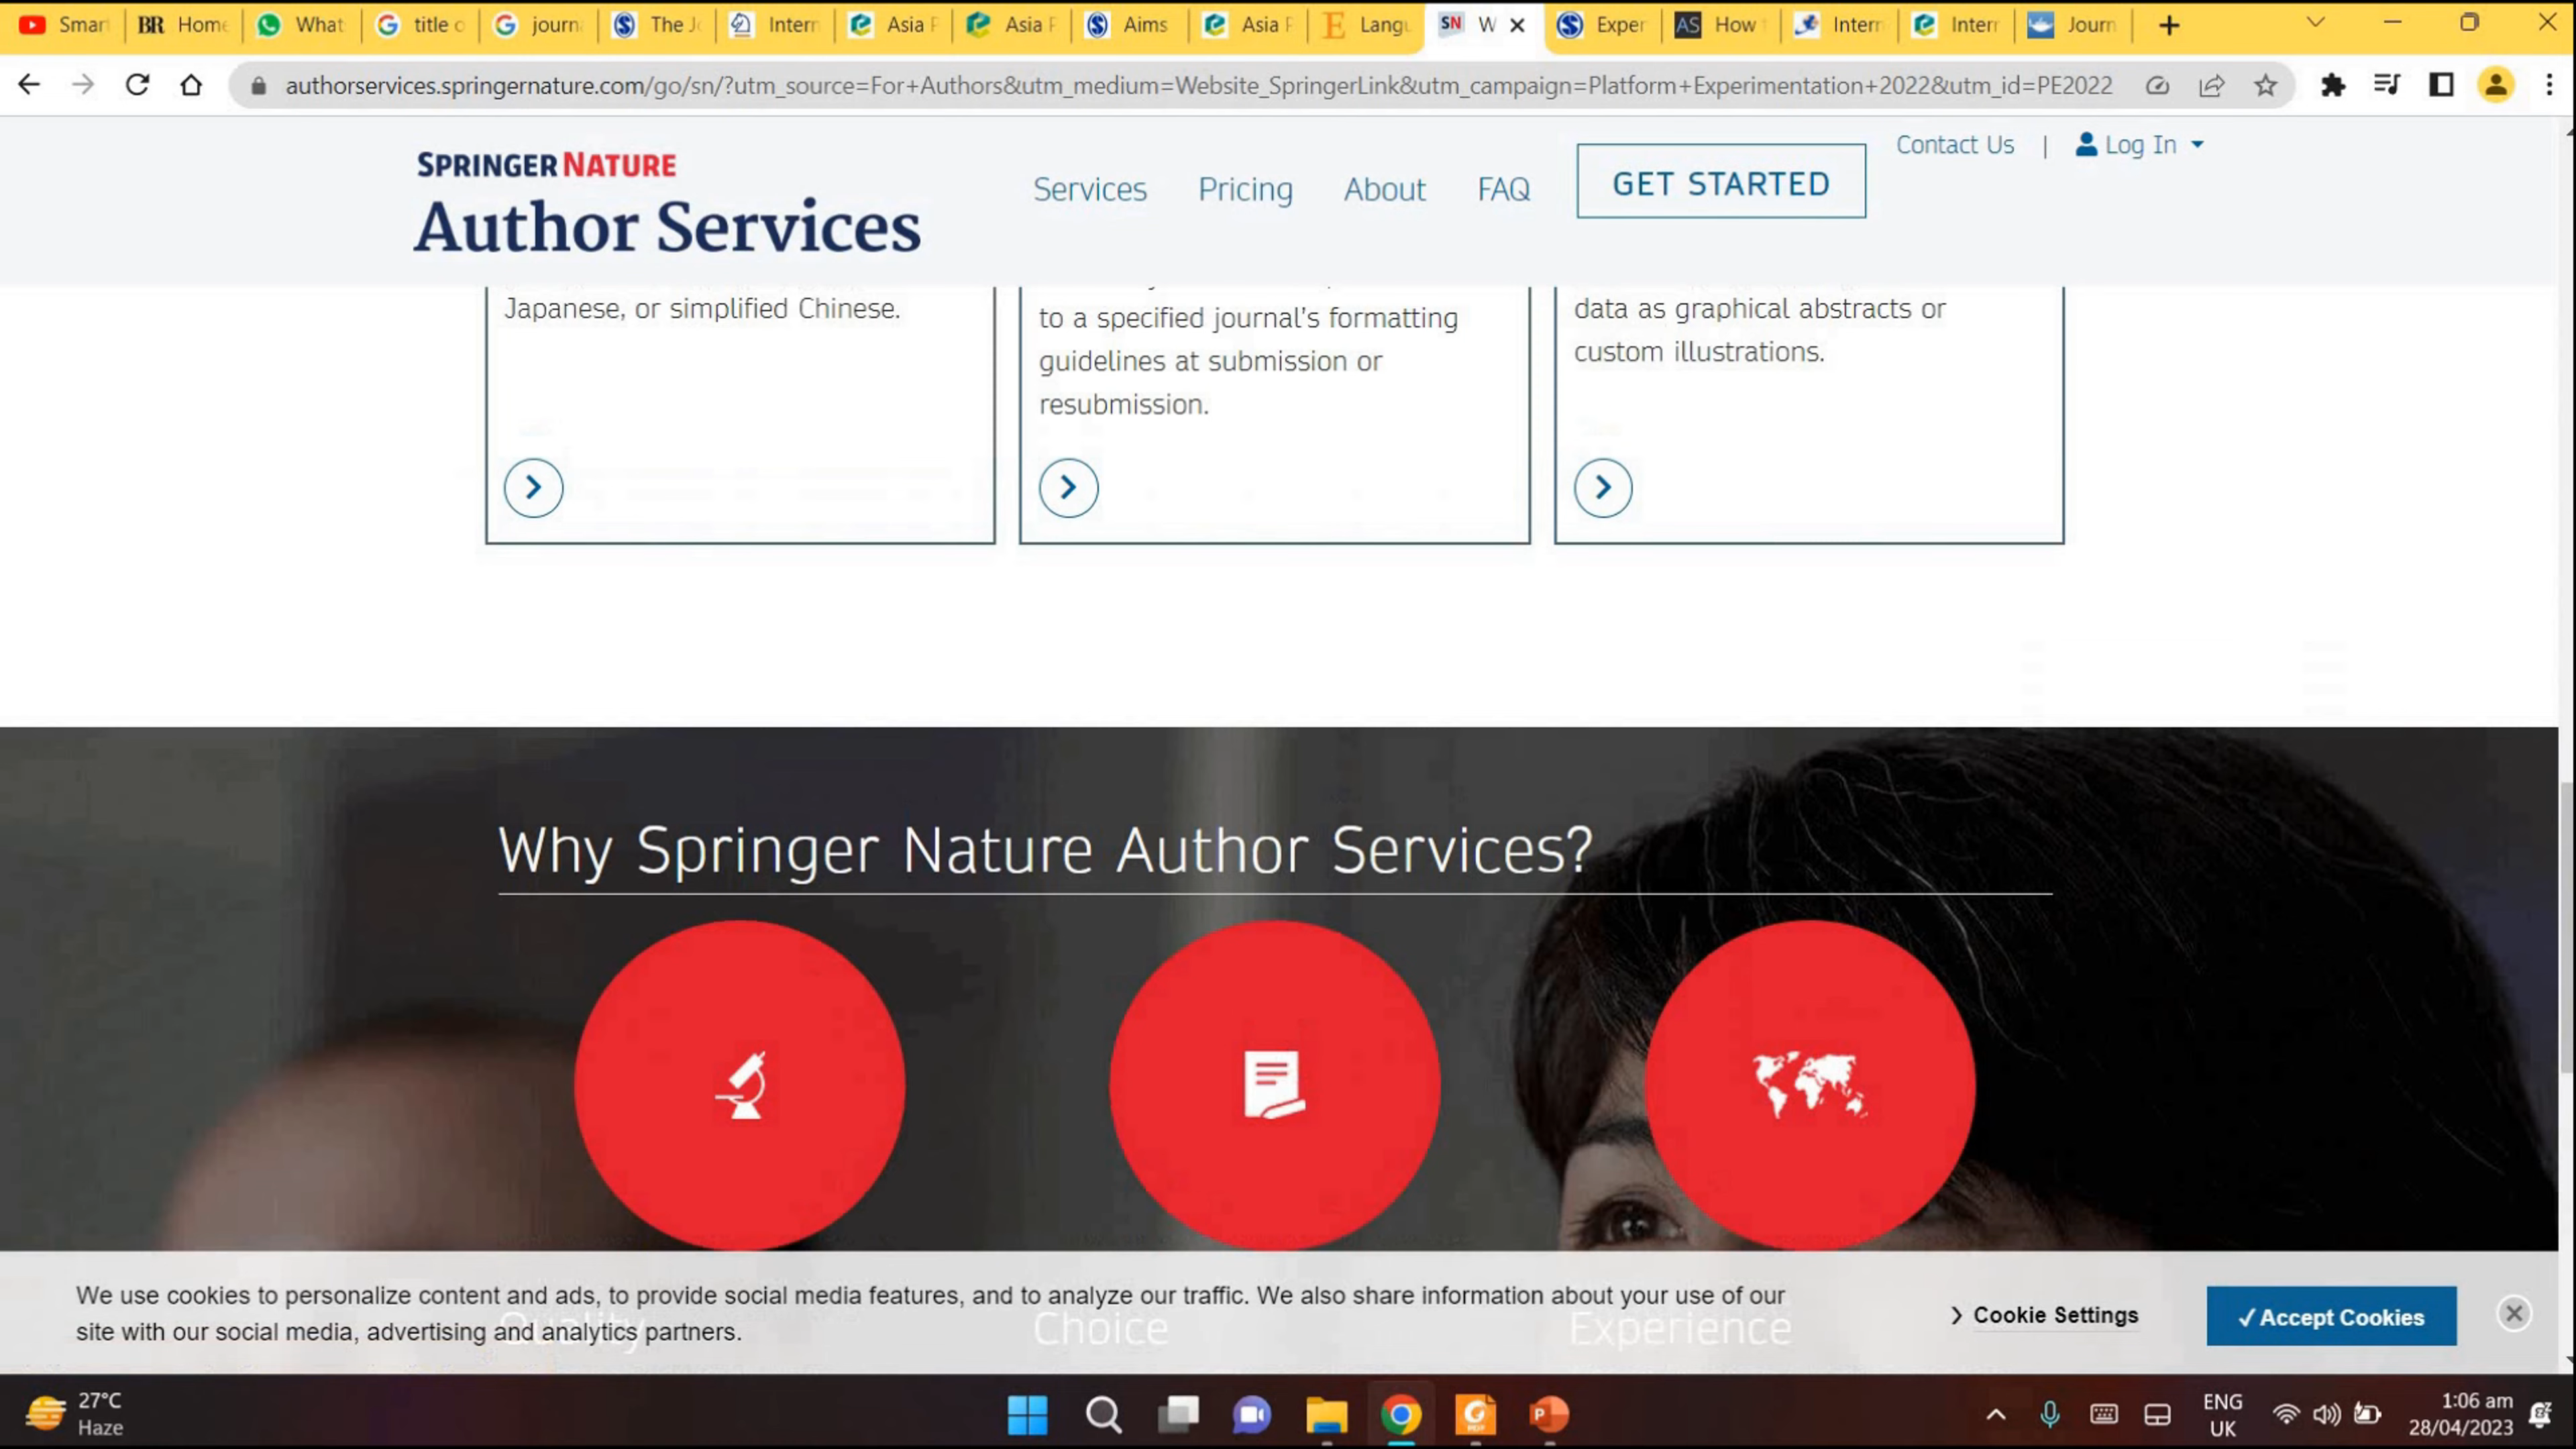 Smar
BR Home
What
title o
journ
The Jo
Intern
Asia P
Asia P
Aims
Asia P
Langu
SN W
Exper
AS How t
Intern
Intern
Journ
authorservices.springernature.com/go/sn/?utm_source=For+Authors&utm_medium=Website_SpringerLink&utm_campaign=Platform+Experimentation+2022&utm_id=PE2022
SPRINGER NATURE
Author Services
Services
Pricing
About
FAQ
GET STARTED
Contact Us | Log In
Japanese, or simplified Chinese.
to a specified journal's formatting
guidelines at submission or
resubmission.
data as graphical abstracts or
custom illustrations.
Why Springer Nature Author Services?
We use cookies to personalize content and ads, to provide social media features, and to analyze our traffic. We also share information about your use of our
site with our social media, advertising and analytics partners.
Quality
Choice
Experience
Cookie Settings
✓ Accept Cookies
27°C
Haze
ENG
UK
1:06 am
28/04/2023